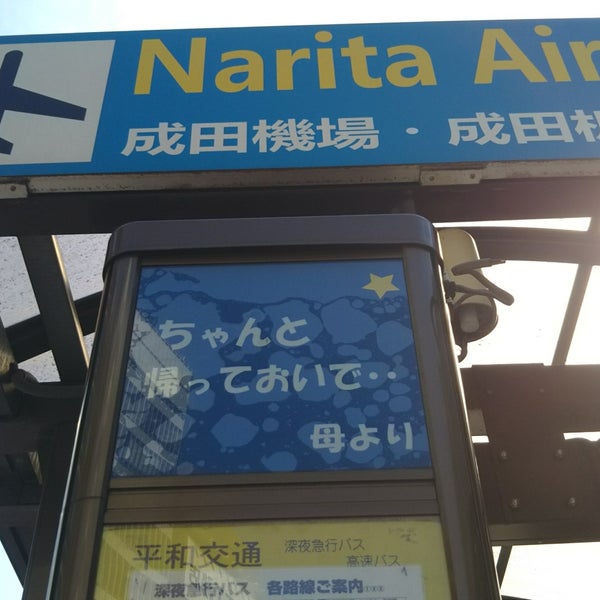 Narita Air
成田機場・成田机
ちゃんと
帰っておいで‥
母より
平和交通 深夜急行バス
高速バス
深夜急行バス 各路線ご案内